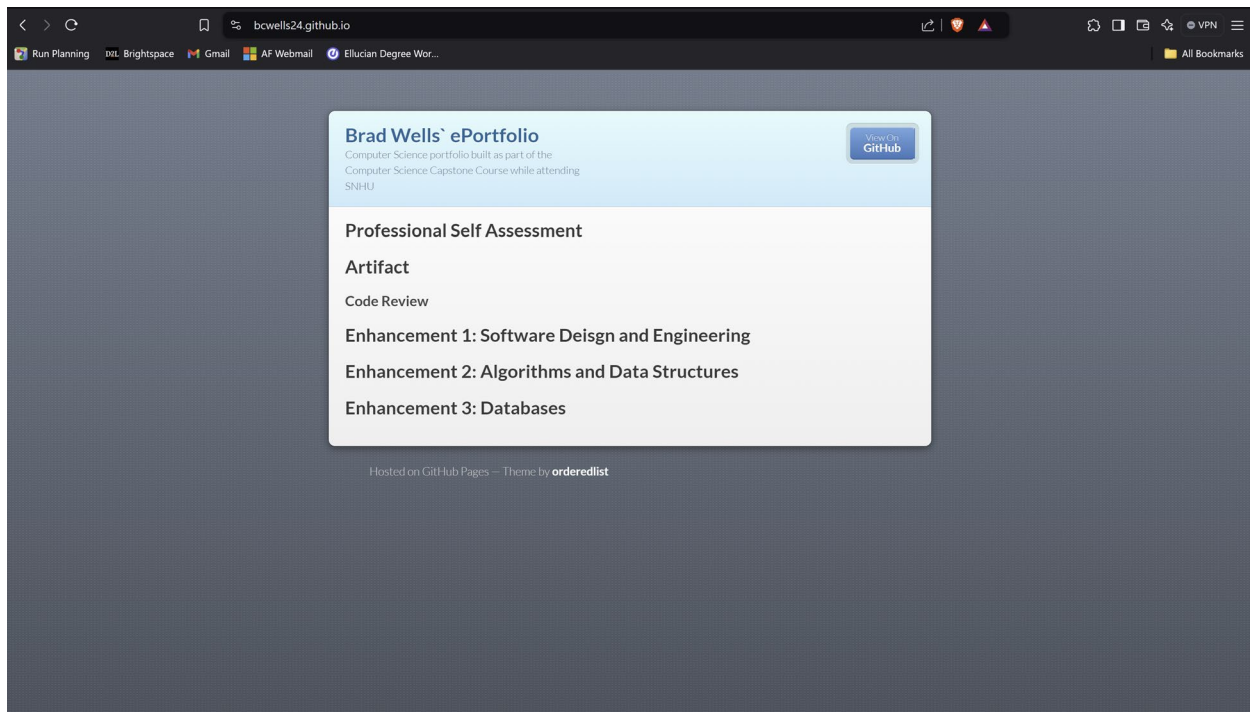 bcwells24.github.io
VPN
Run Planning
D2L Brightspace
Gmail
AF Webmail
Ellucian Degree Wor...
All Bookmarks
Brad Wells` ePortfolio
Computer Science portfolio built as part of the
Computer Science Capstone Course while attending
SNHU
View On
GitHub
Professional Self Assessment
Artifact
Code Review
Enhancement 1: Software Deisgn and Engineering
Enhancement 2: Algorithms and Data Structures
Enhancement 3: Databases
Hosted on GitHub Pages — Theme by orderedlist